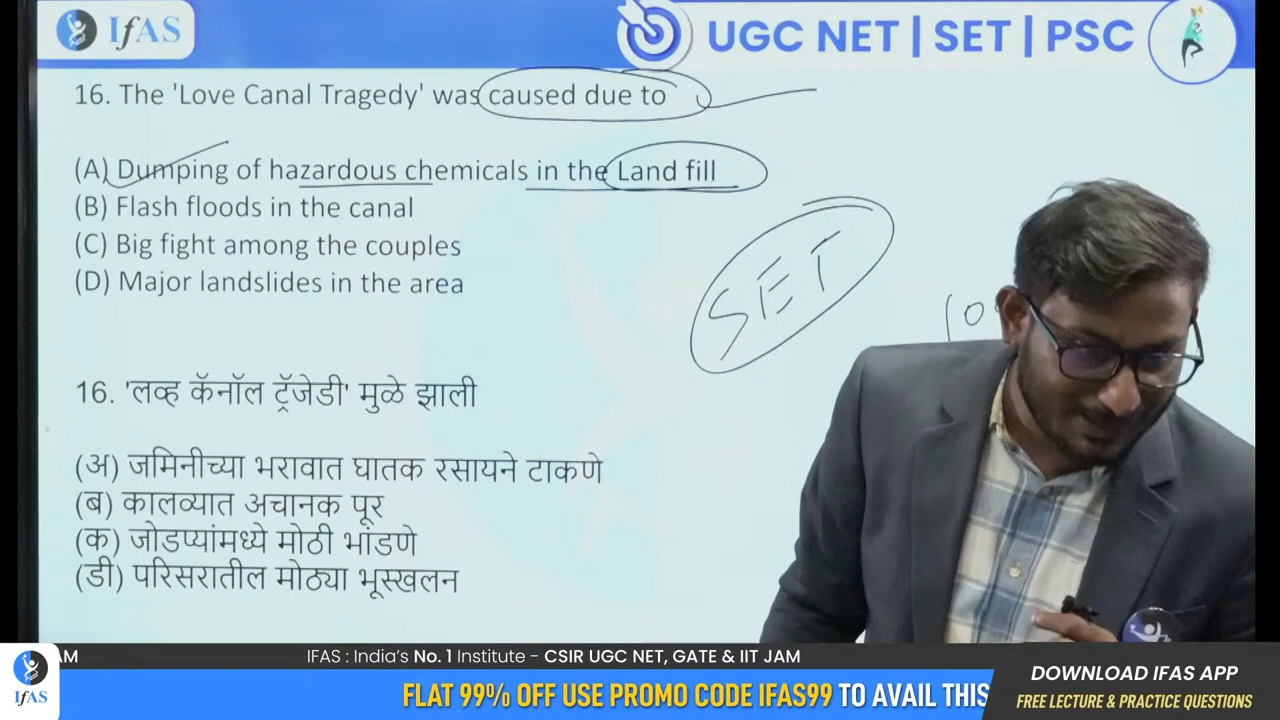 IfAS
UGC NET | SET | PSC
16. The 'Love Canal Tragedy' was caused due to
(A) Dumping of hazardous chemicals in the Land fill
(B) Flash floods in the canal
(C) Big fight among the couples
(D) Major landslides in the area
SET
16. 'लव्ह कॅनॉल ट्रॅजेडी' मुळे झाली
(अ) जमिनीच्या भरावात घातक रसायने टाकणे
(ब) कालव्यात अचानक पूर
(क) जोडप्यांमध्ये मोठी भांडणे
(डी) परिसरातील मोठ्या भूस्खलन
AM IFAS : India's No. 1 Institute - CSIR UGC NET, GATE & IIT JAM
IfAS
FLAT 99% OFF USE PROMO CODE IFAS99 TO AVAIL THIS
DOWNLOAD IFAS APP
FREE LECTURE & PRACTICE QUESTIONS